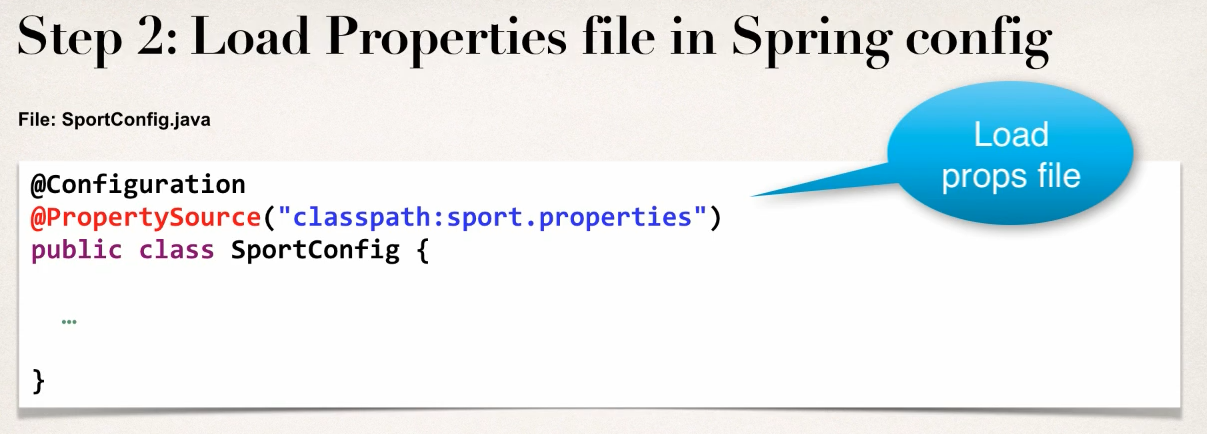 Step 2: Load Properties file in Spring config
File: SportConfig.java
Load
props file
@Configuration
@PropertySource("classpath:sport.properties")
public class SportConfig {
…
}